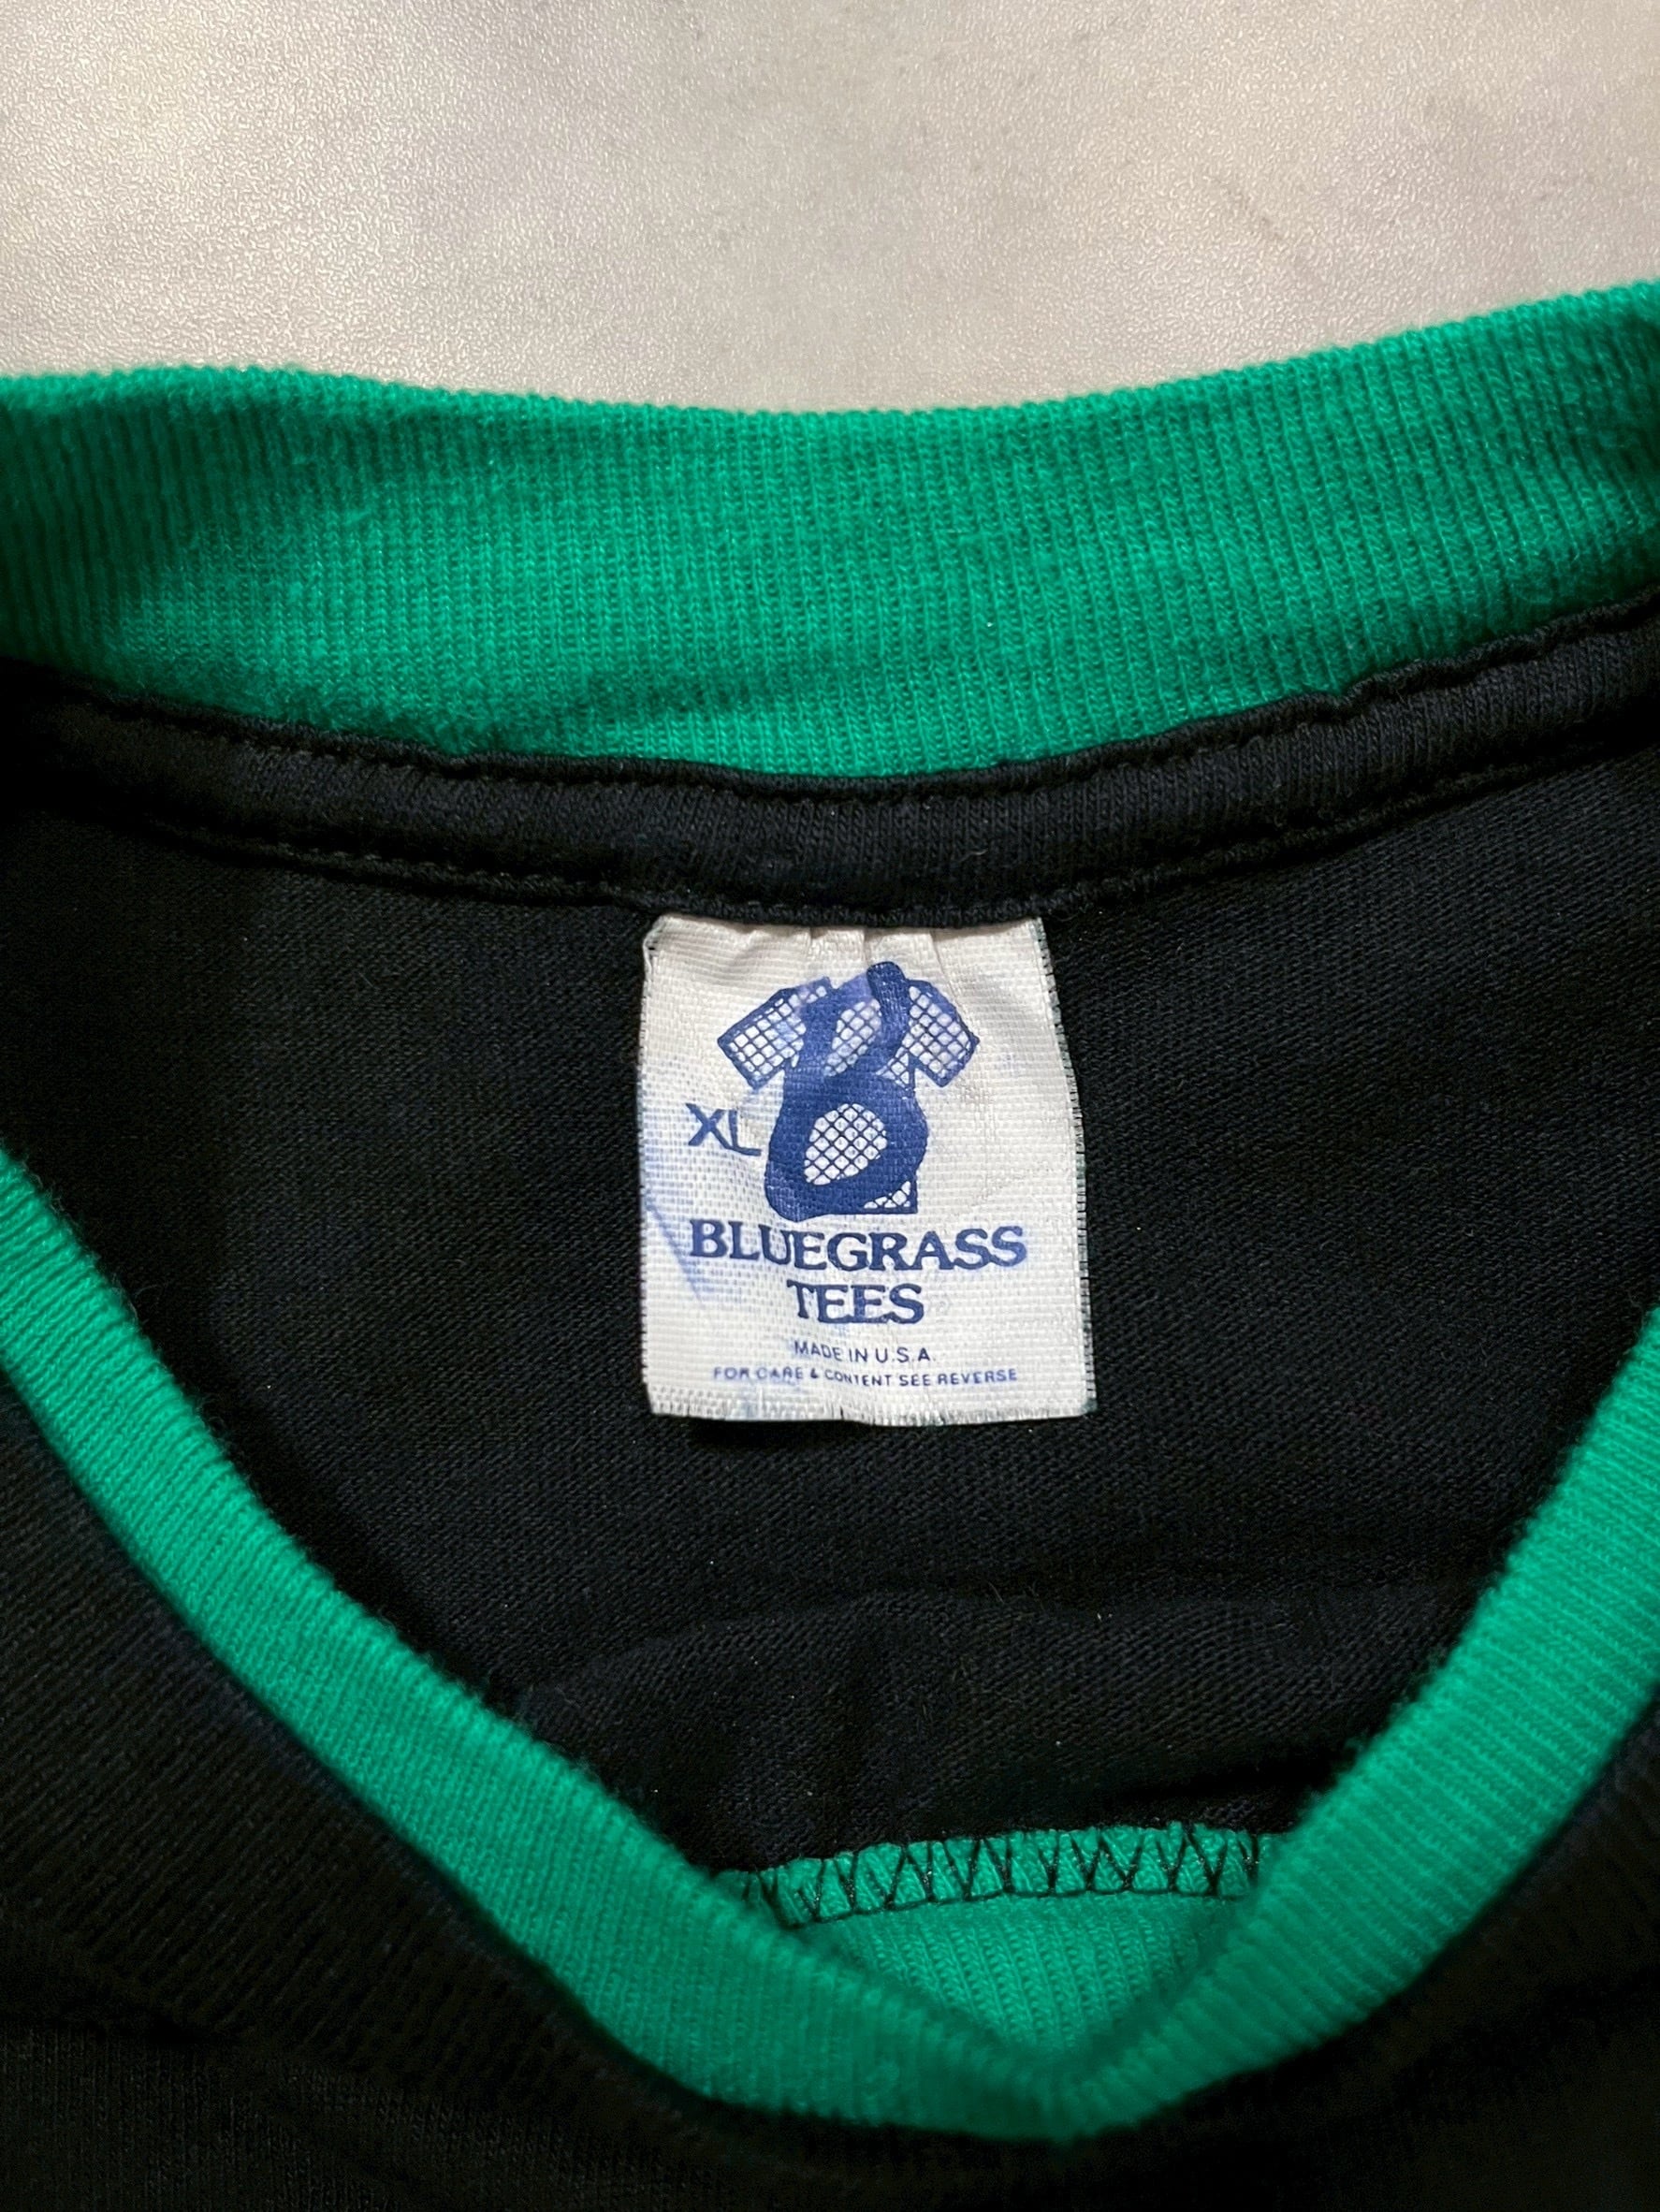 XL
BLUEGRASS
TEES
MADE IN U.S.A.
FOR CARE & CONTENT SEE REVERSE